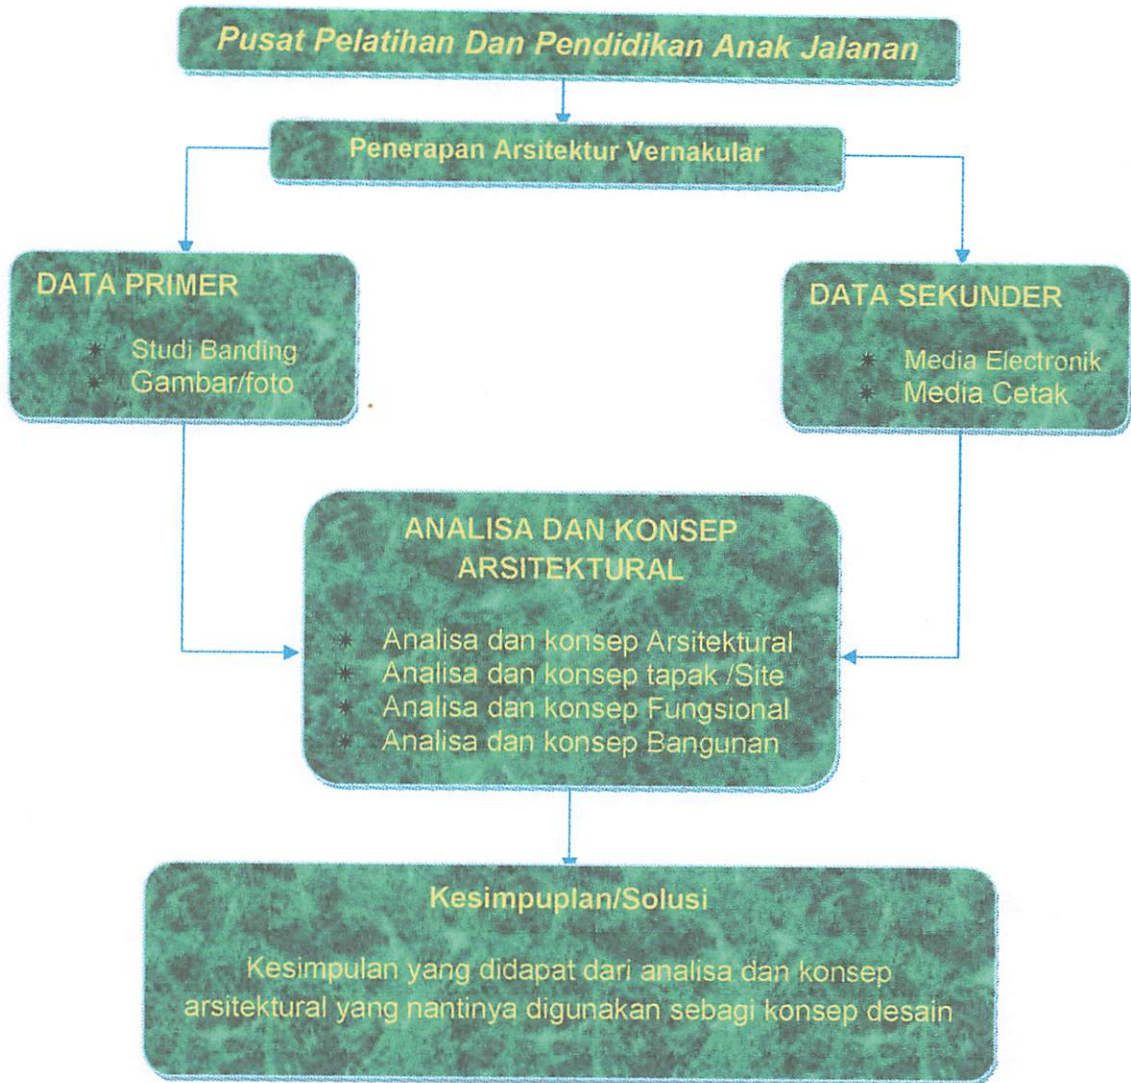 Pusat Pelatihan Dan Pendidikan Anak Jalanan
Penerapan Arsitektur Vernakular
DATA PRIMER
Studi Banding
Gambar/foto
DATA SEKUNDER
Media Electronik
Media Cetak
ANALISA DAN KONSEP
ARSITEKTURAL
Analisa dan konsep Arsitektural
Analisa dan konsep tapak /Site
Analisa dan konsep Fungsional
Analisa dan konsep Bangunan
Kesimpuplan/Solusi
Kesimpulan yang didapat dari analisa dan konsep
arsitektural yang nantinya digunakan sebagi konsep desain